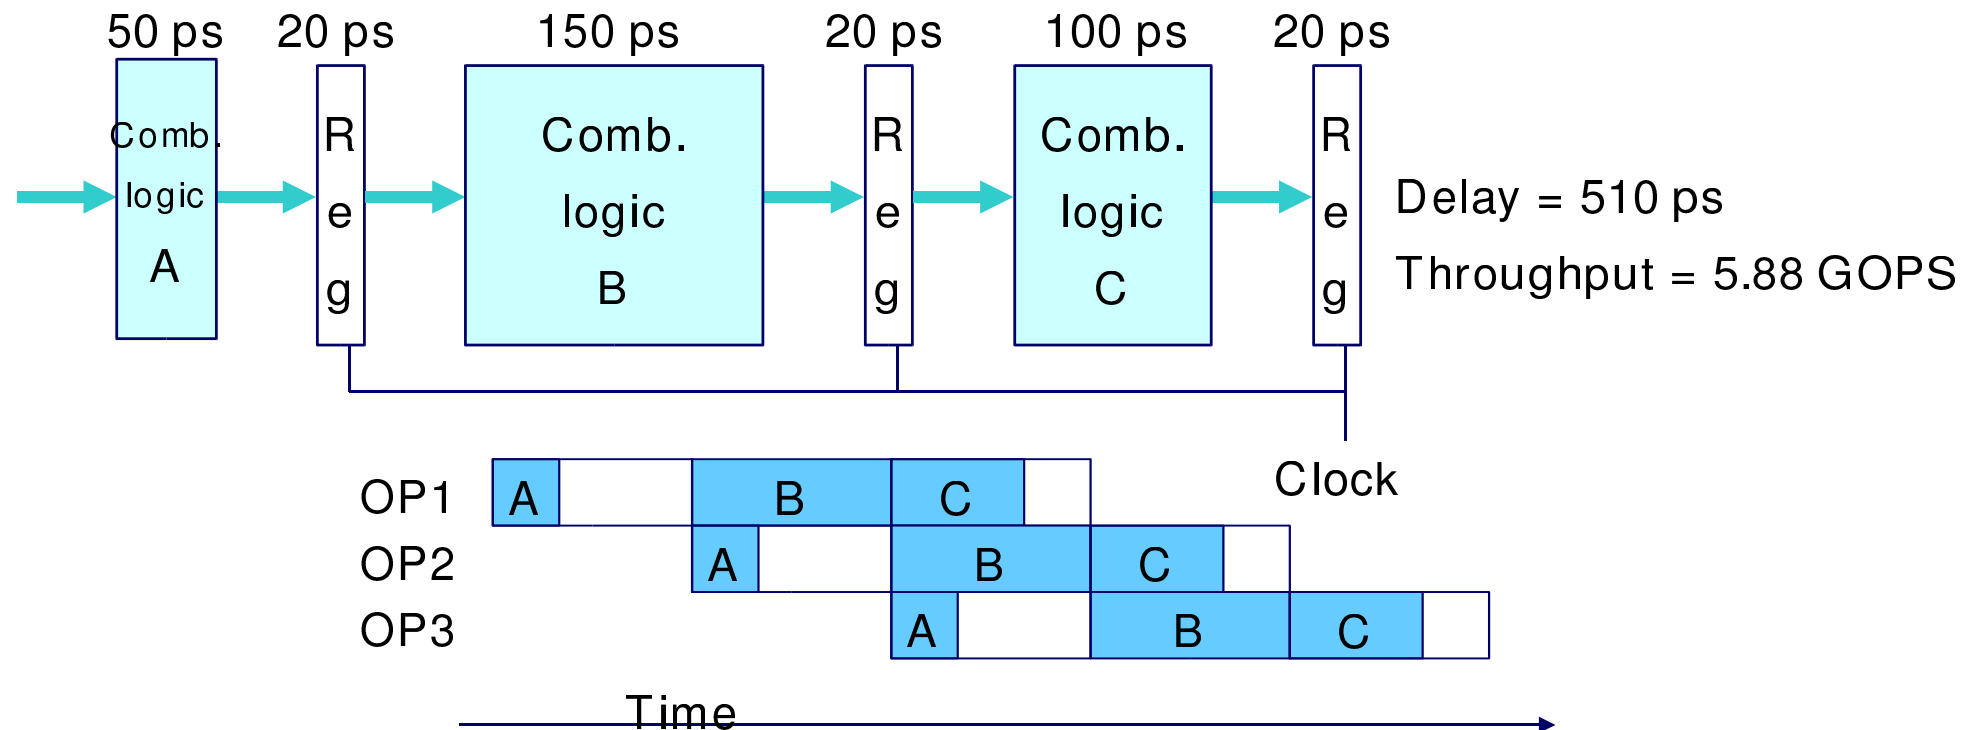 50 ps 20 ps 150 ps 20 ps 100 ps 20 ps
Comb.
logic
A
R
e
g
Comb.
logic
B
R
e
g
Comb.
logic
C
R
e
g
Delay = 510 ps
Throughput = 5.88 GOPS
Clock
OP1 A B C
OP2 A B C
OP3 A B C
Time